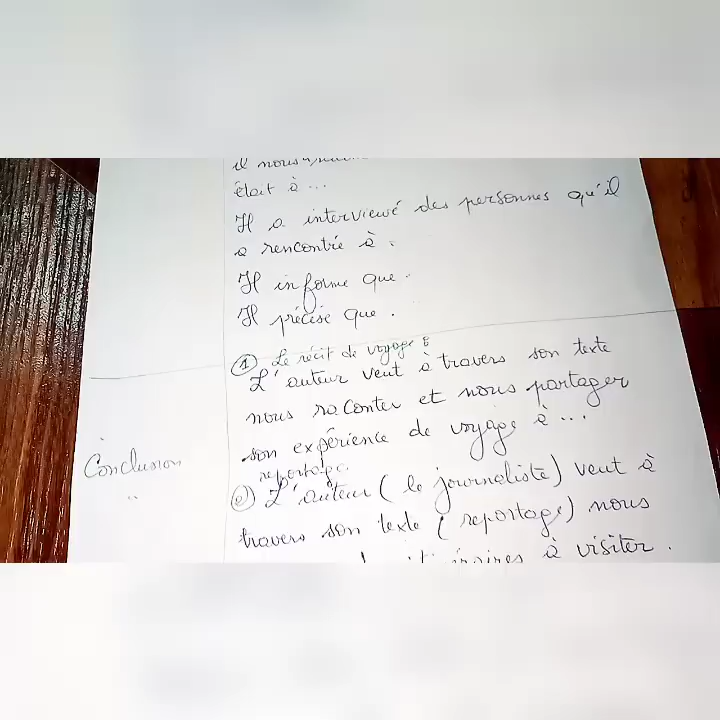 il nous
était à ...
Il a interviewé des personnes qu'il
a rencontré à.
Il informe que.
Il précise que.
① Le récit de voyage :
L'auteur veut à travers son texte
nous raconter et nous partager
son expérience de voyage à ...
Conclusion
reportage.
② L'auteur (le journaliste) veut à
travers son texte (reportage) nous
à visiter.